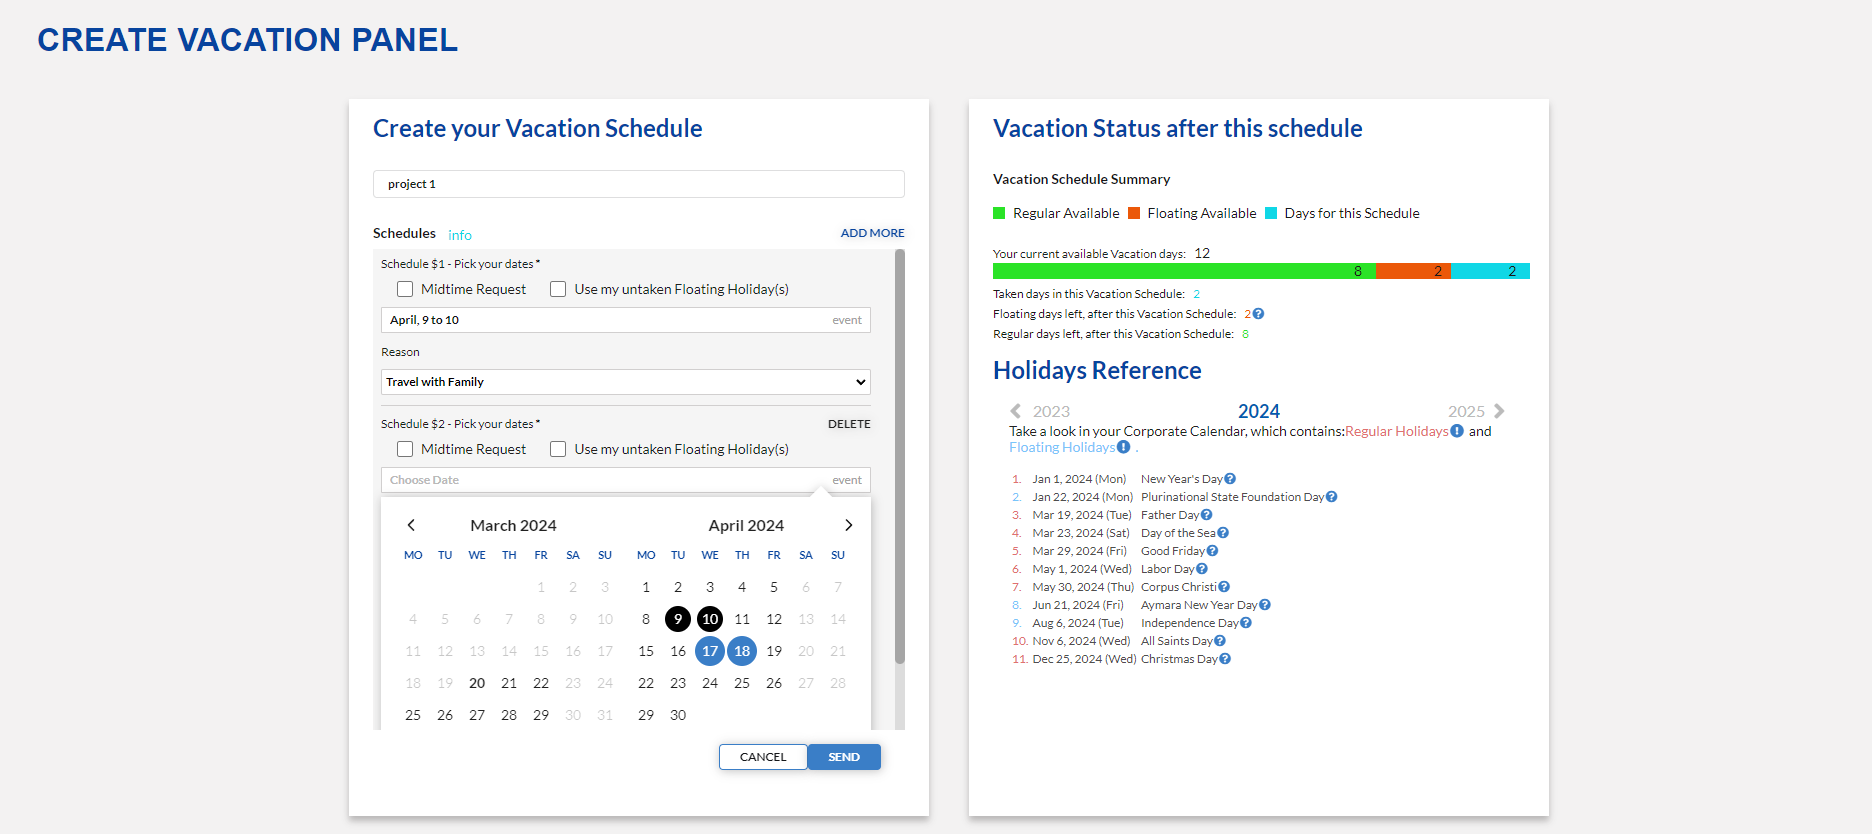 CREATE VACATION PANEL
Create your Vacation Schedule
project 1
Schedules info ADD MORE
Schedule $1 - Pick your dates *
Midtime Request Use my untaken Floating Holiday(s)
April, 9 to 10 event
Reason
Travel with Family
Schedule $2 - Pick your dates * DELETE
Midtime Request Use my untaken Floating Holiday(s)
Choose Date event
March 2024 April 2024
MO TU WE TH FR SA SU MO TU WE TH FR SA SU
1 2 3 1 2 3 4 5 6 7
4 5 6 7 8 9 10 8 9 10 11 12 13 14
11 12 13 14 15 16 17 15 16 17 18 19 20 21
18 19 20 21 22 23 24 22 23 24 25 26 27 28
25 26 27 28 29 30 31 29 30
CANCEL SEND
Vacation Status after this schedule
Vacation Schedule Summary
Regular Available Floating Available Days for this Schedule
Your current available Vacation days: 12
8 2 2
Taken days in this Vacation Schedule: 2
Floating days left, after this Vacation Schedule: 2
Regular days left, after this Vacation Schedule: 8
Holidays Reference
2023 2024 2025
Take a look in your Corporate Calendar, which contains:Regular Holidays and
Floating Holidays .
1. Jan 1, 2024 (Mon) New Year's Day
2. Jan 22, 2024 (Mon) Plurinational State Foundation Day
3. Mar 19, 2024 (Tue) Father Day
4. Mar 23, 2024 (Sat) Day of the Sea
5. Mar 29, 2024 (Fri) Good Friday
6. May 1, 2024 (Wed) Labor Day
7. May 30, 2024 (Thu) Corpus Christi
8. Jun 21, 2024 (Fri) Aymara New Year Day
9. Aug 6, 2024 (Tue) Independence Day
10. Nov 6, 2024 (Wed) All Saints Day
11. Dec 25, 2024 (Wed) Christmas Day